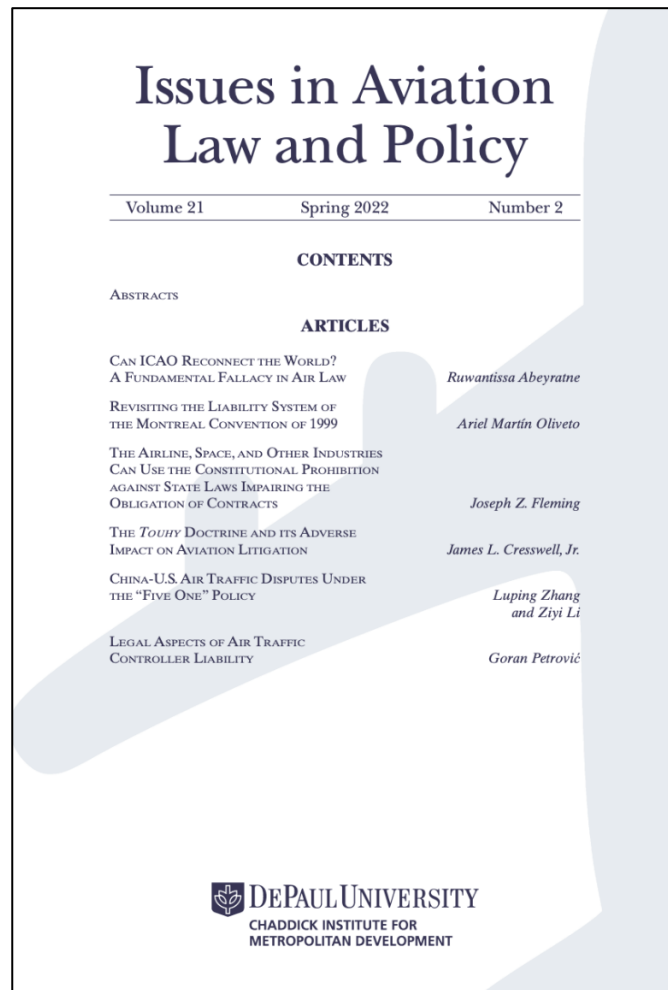 Issues in Aviation
Law and Policy
Volume 21 Spring 2022 Number 2
CONTENTS
ABSTRACTS
ARTICLES
CAN ICAO RECONNECT THE WORLD?
A FUNDAMENTAL FALLACY IN AIR LAW Ruwantissa Abeyratne
REVISITING THE LIABILITY SYSTEM OF
THE MONTREAL CONVENTION OF 1999 Ariel Martín Oliveto
THE AIRLINE, SPACE, AND OTHER INDUSTRIES
CAN USE THE CONSTITUTIONAL PROHIBITION
AGAINST STATE LAWS IMPAIRING THE
OBLIGATION OF CONTRACTS Joseph Z. Fleming
THE TOUHY DOCTRINE AND ITS ADVERSE
IMPACT ON AVIATION LITIGATION James L. Cresswell, Jr.
CHINA-U.S. AIR TRAFFIC DISPUTES UNDER
THE “FIVE ONE” POLICY Luping Zhang
and Ziyi Li
LEGAL ASPECTS OF AIR TRAFFIC
CONTROLLER LIABILITY Goran Petrović
DEPAUL UNIVERSITY
CHADDICK INSTITUTE FOR
METROPOLITAN DEVELOPMENT